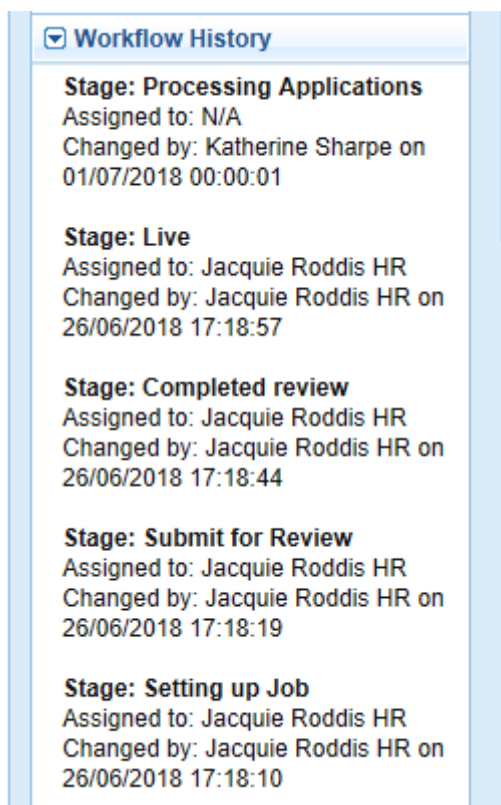 Workflow History
Stage: Processing Applications
Assigned to: N/A
Changed by: Katherine Sharpe on
01/07/2018 00:00:01
Stage: Live
Assigned to: Jacquie Roddis HR
Changed by: Jacquie Roddis HR on
26/06/2018 17:18:57
Stage: Completed review
Assigned to: Jacquie Roddis HR
Changed by: Jacquie Roddis HR on
26/06/2018 17:18:44
Stage: Submit for Review
Assigned to: Jacquie Roddis HR
Changed by: Jacquie Roddis HR on
26/06/2018 17:18:19
Stage: Setting up Job
Assigned to: Jacquie Roddis HR
Changed by: Jacquie Roddis HR on
26/06/2018 17:18:10